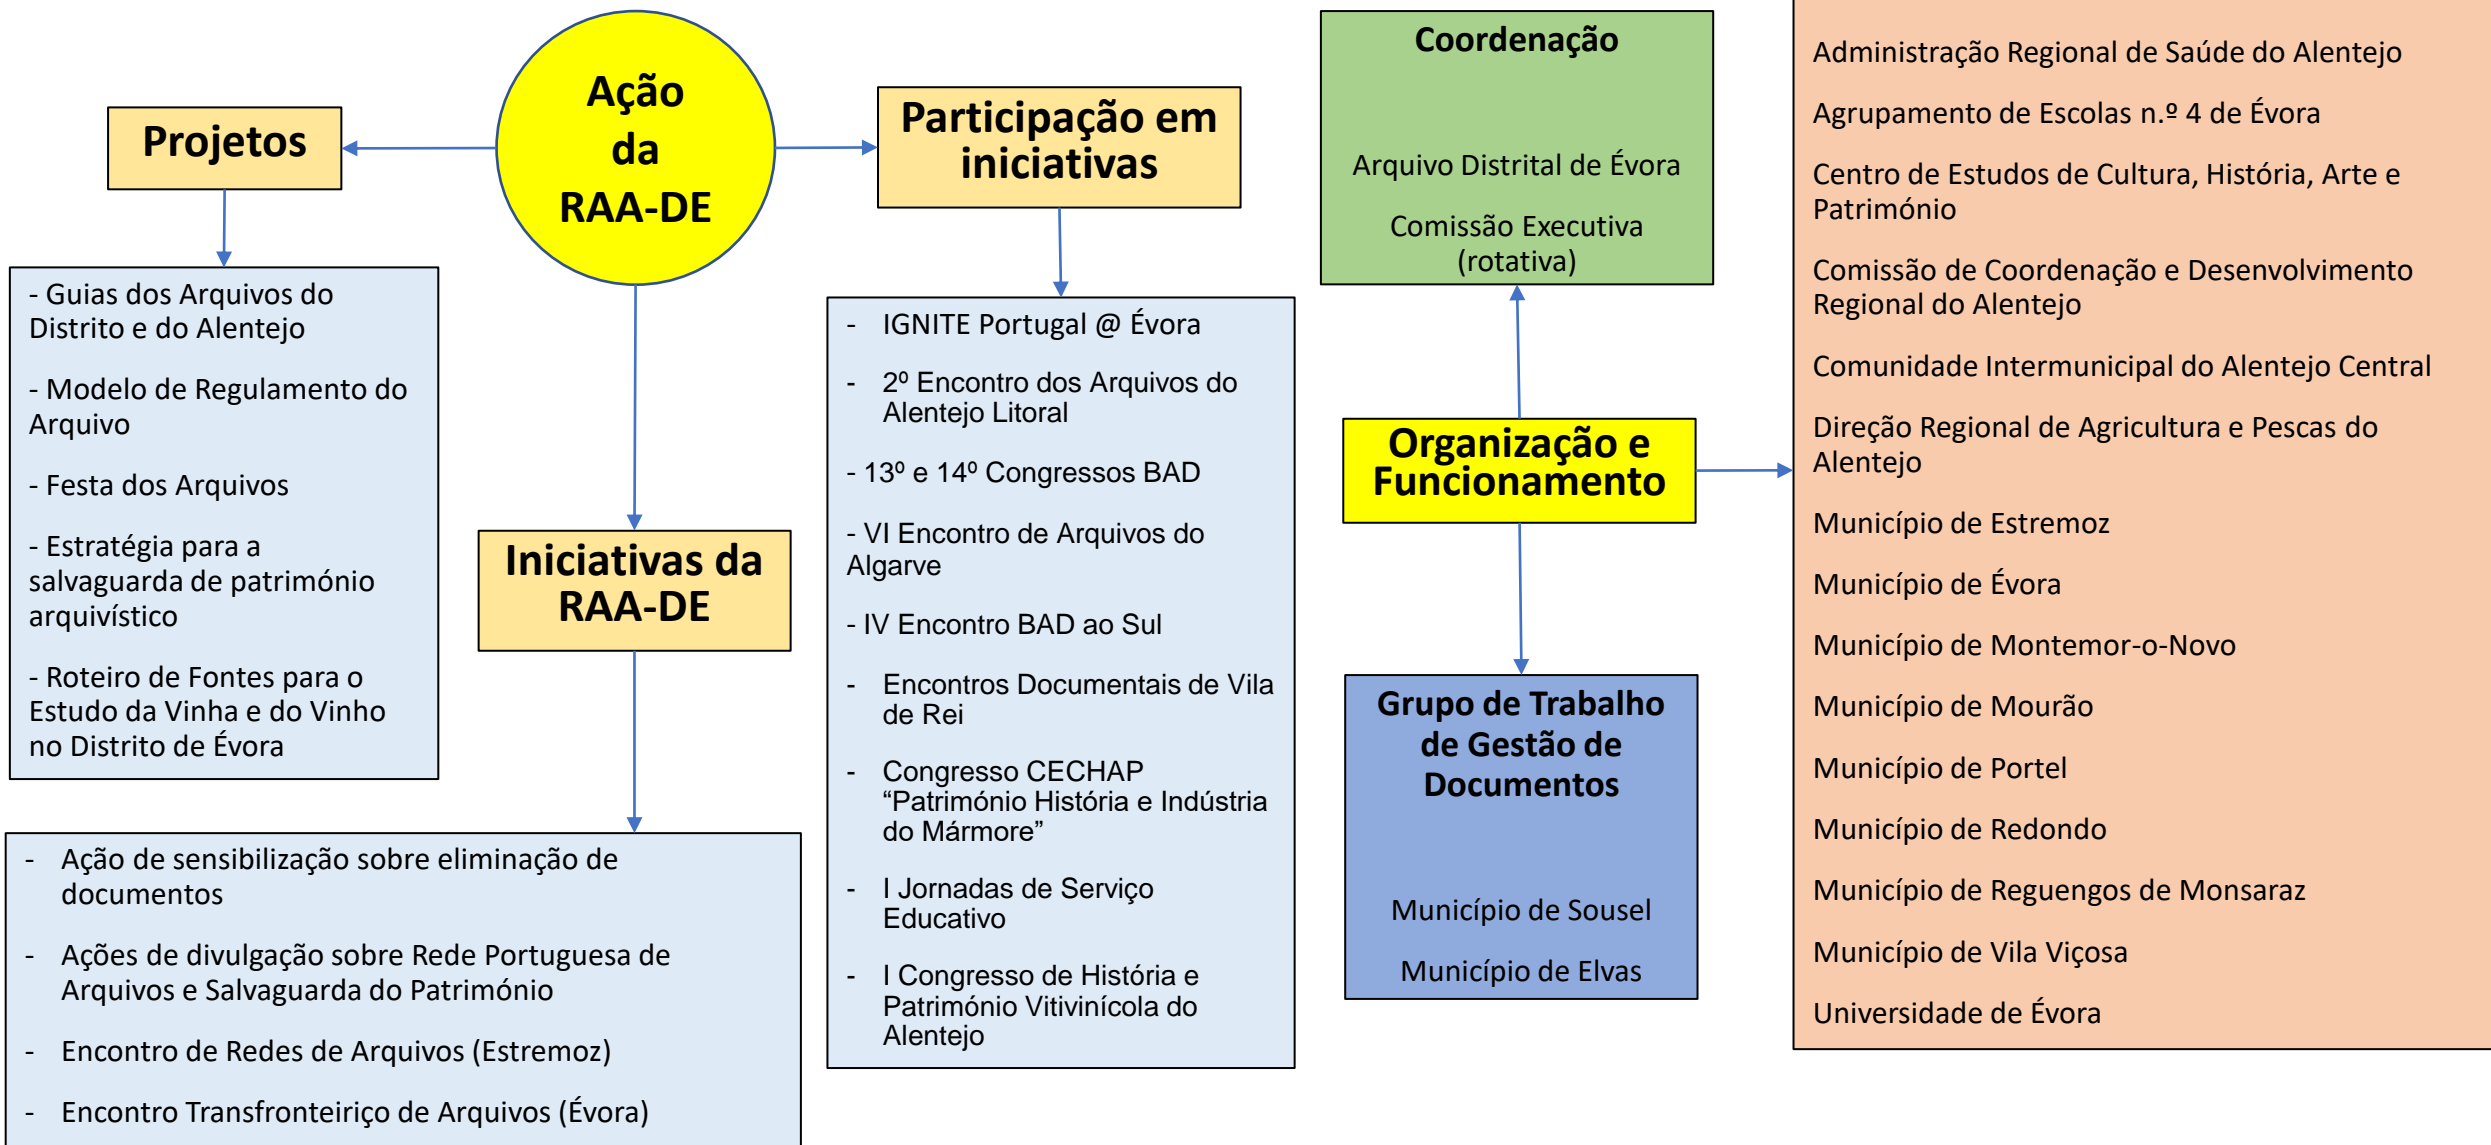 Ação
da
RAA-DE
Projetos
- Guias dos Arquivos do
Distrito e do Alentejo
- Modelo de Regulamento do
Arquivo
- Festa dos Arquivos
- Estratégia para a
salvaguarda de património
arquivístico
- Roteiro de Fontes para o
Estudo da Vinha e do Vinho
no Distrito de Évora
Iniciativas da
RAA-DE
- Ação de sensibilização sobre eliminação de
documentos
- Ações de divulgação sobre Rede Portuguesa de
Arquivos e Salvaguarda do Património
- Encontro de Redes de Arquivos (Estremoz)
- Encontro Transfronteiriço de Arquivos (Évora)
Participação em
iniciativas
- IGNITE Portugal @ Évora
- 2º Encontro dos Arquivos do
Alentejo Litoral
- 13º e 14º Congressos BAD
- VI Encontro de Arquivos do
Algarve
- IV Encontro BAD ao Sul
- Encontros Documentais de Vila
de Rei
- Congresso CECHAP
“Património História e Indústria
do Mármore”
- I Jornadas de Serviço
Educativo
- I Congresso de História e
Património Vitivinícola do
Alentejo
Coordenação
Arquivo Distrital de Évora
Comissão Executiva
(rotativa)
Organização e
Funcionamento
Grupo de Trabalho
de Gestão de
Documentos
Município de Sousel
Município de Elvas
Administração Regional de Saúde do Alentejo
Agrupamento de Escolas n.º 4 de Évora
Centro de Estudos de Cultura, História, Arte e
Património
Comissão de Coordenação e Desenvolvimento
Regional do Alentejo
Comunidade Intermunicipal do Alentejo Central
Direção Regional de Agricultura e Pescas do
Alentejo
Município de Estremoz
Município de Évora
Município de Montemor-o-Novo
Município de Mourão
Município de Portel
Município de Redondo
Município de Reguengos de Monsaraz
Município de Vila Viçosa
Universidade de Évora